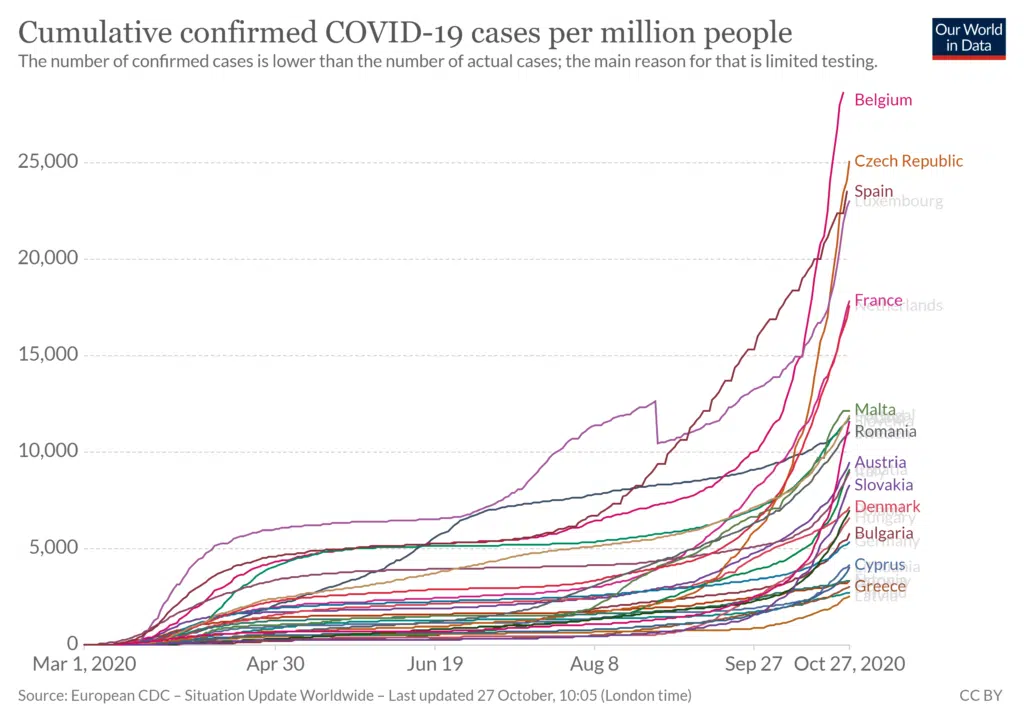 Cumulative confirmed COVID-19 cases per million people
The number of confirmed cases is lower than the number of actual cases; the main reason for that is limited testing.
Our World
in Data
Belgium
25,000
Czech Republic
Spain
Luxembourg
20,000
France
Netherlands
15,000
Malta
10,000
Romania
Austria
Slovakia
Denmark
Hungary
5,000
Bulgaria
Germany
Cyprus
Estonia
Greece
Latvia
0
Mar 1, 2020
Apr 30
Jun 19
Aug 8
Sep 27
Oct 27, 2020
Source: European CDC – Situation Update Worldwide – Last updated 27 October, 10:05 (London time)
CC BY